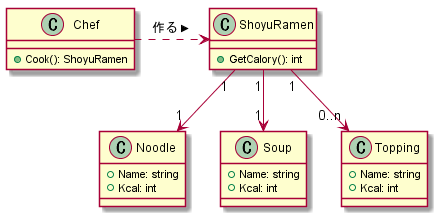 C Chef
作る ▶
C ShoyuRamen
Cook(): ShoyuRamen
GetCalory(): int
1 1 1
1 1 0..n
C Noodle
C Soup
C Topping
Name: string
Kcal: int
Name: string
Kcal: int
Name: string
Kcal: int